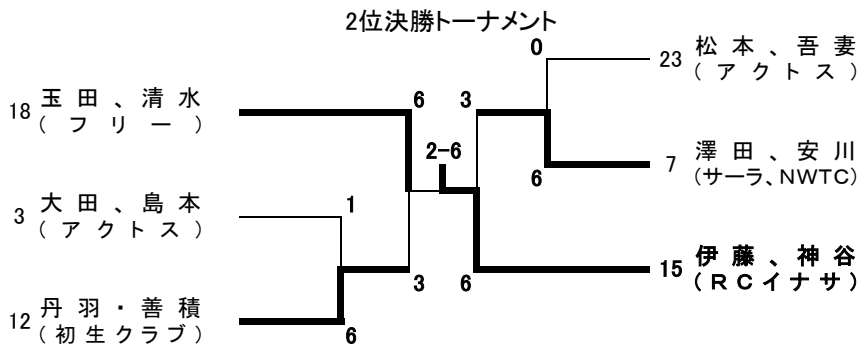 2位決勝トーナメント
18 玉田、清水
(フリー)
3 大田、島本
(アクトス)
12 丹羽・善積
(初生クラブ)
6
1
3
6
2-6
0
3
6
6
23 松本、吾妻
(アクトス)
7 澤田、安川
(サーラ、NWTC)
15 伊藤、神谷
(RCイナサ)